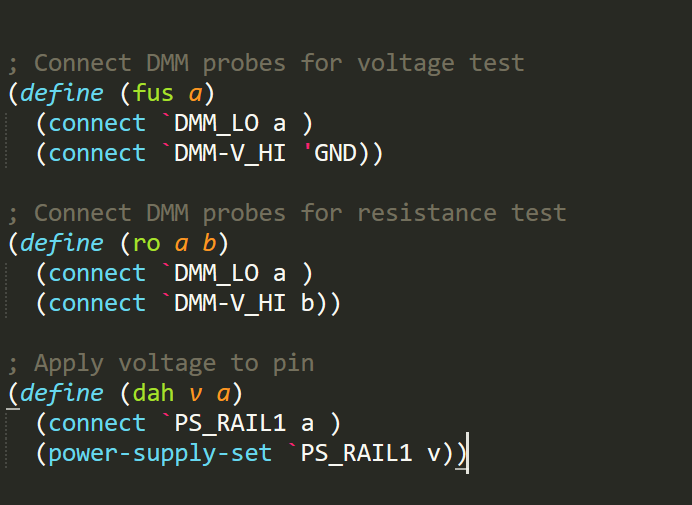 ; Connect DMM probes for voltage test
(define (fus a)
(connect `DMM_LO a )
(connect `DMM-V_HI 'GND))
; Connect DMM probes for resistance test
(define (ro a b)
(connect `DMM_LO a )
(connect `DMM-V_HI b))
; Apply voltage to pin
(define (dah v a)
(connect `PS_RAIL1 a )
(power-supply-set `PS_RAIL1 v))